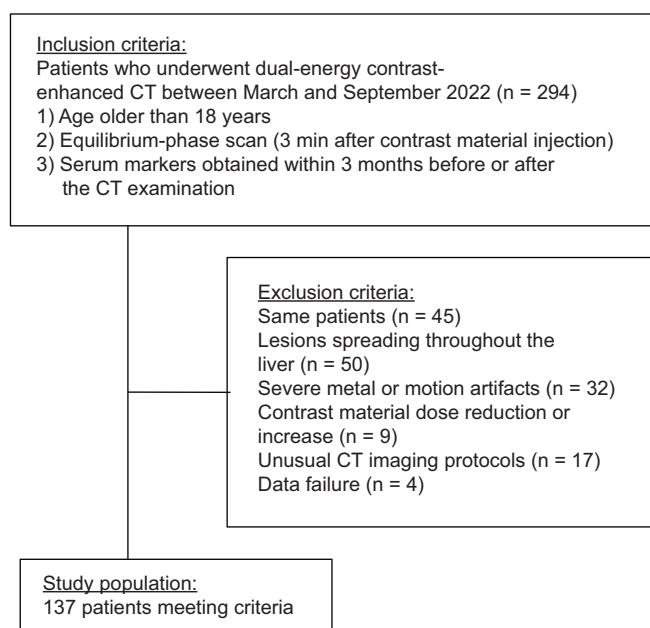 Inclusion criteria:
Patients who underwent dual-energy contrast-
enhanced CT between March and September 2022 (n = 294)
1) Age older than 18 years
2) Equilibrium-phase scan (3 min after contrast material injection)
3) Serum markers obtained within 3 months before or after
the CT examination
Exclusion criteria:
Same patients (n = 45)
Lesions spreading throughout the
liver (n = 50)
Severe metal or motion artifacts (n = 32)
Contrast material dose reduction or
increase (n = 9)
Unusual CT imaging protocols (n = 17)
Data failure (n = 4)
Study population:
137 patients meeting criteria